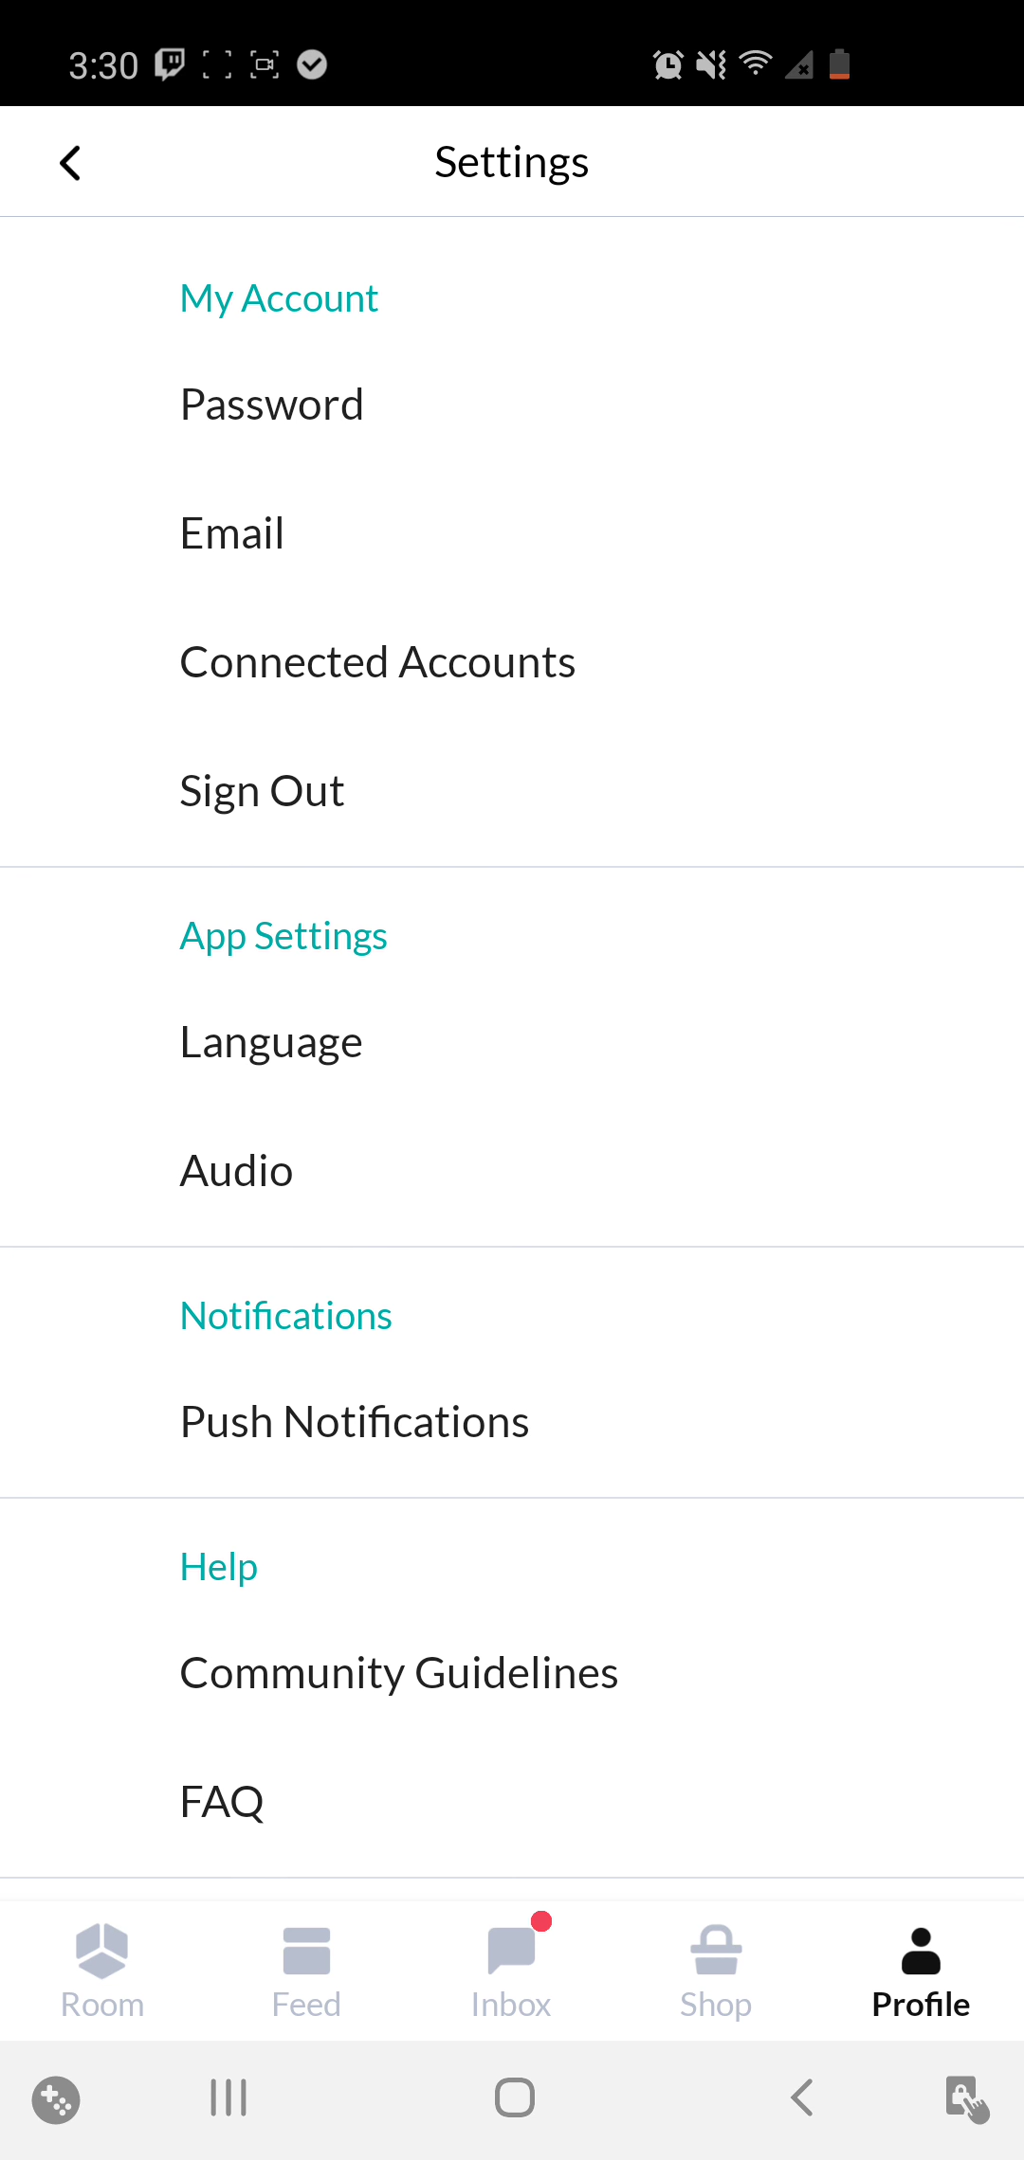 3:30
Settings
My Account
Password
Email
Connected Accounts
Sign Out
App Settings
Language
Audio
Notifications
Push Notifications
Help
Community Guidelines
FAQ
Room Feed Inbox Shop Profile